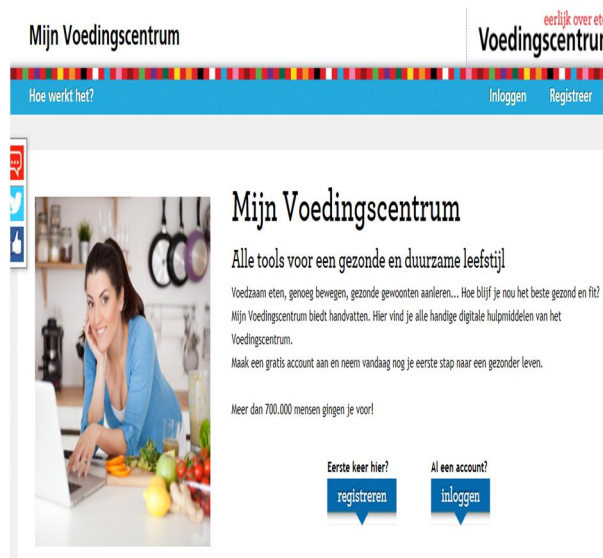 Mijn Voedingscentrum
eerlijk over
Hoe werkt het?
Inloggen Registreer
Mijn Voedingscentrum
Alle tools voor een gezonde en duurzame leefstijl
Voedzaam eten, genoeg bewegen, gezonde gewoonten aanleren... Hoe blijf je nou het beste gezond en fit?
Mijn Voedingscentrum biedt handvatten. Hier vind je alle handige digitale hulpmiddelen van het
Voedingscentrum.
Maak een gratis account aan en neem vandaag nog je eerste stap naar een gezonder leven.
Meer dan 700.000 mensen gingen je voor!
Eerste keer hier? Al een account?
registreren inloggen